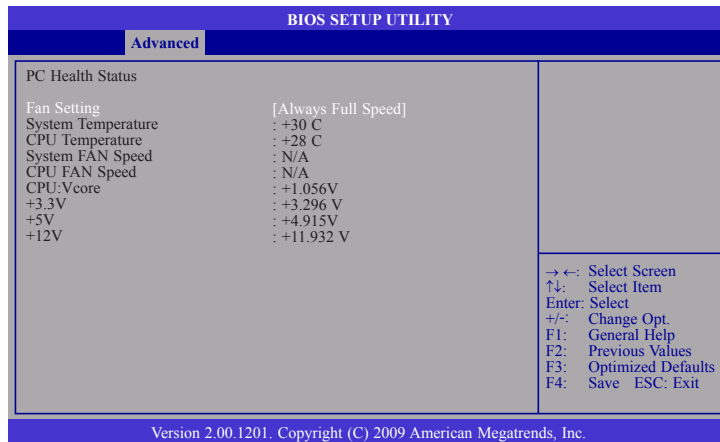 BIOS SETUP UTILITY
Advanced
PC Health Status
Fan Setting [Always Full Speed]
System Temperature : +30 C
CPU Temperature : +28 C
System FAN Speed : N/A
CPU FAN Speed : N/A
CPU:Vcore : +1.056V
+3.3V : +3.296 V
+5V : +4.915V
+12V : +11.932 V
→ ←: Select Screen
↑↓: Select Item
Enter: Select
+/-: Change Opt.
F1: General Help
F2: Previous Values
F3: Optimized Defaults
F4: Save ESC: Exit
Version 2.00.1201. Copyright (C) 2009 American Megatrends, Inc.